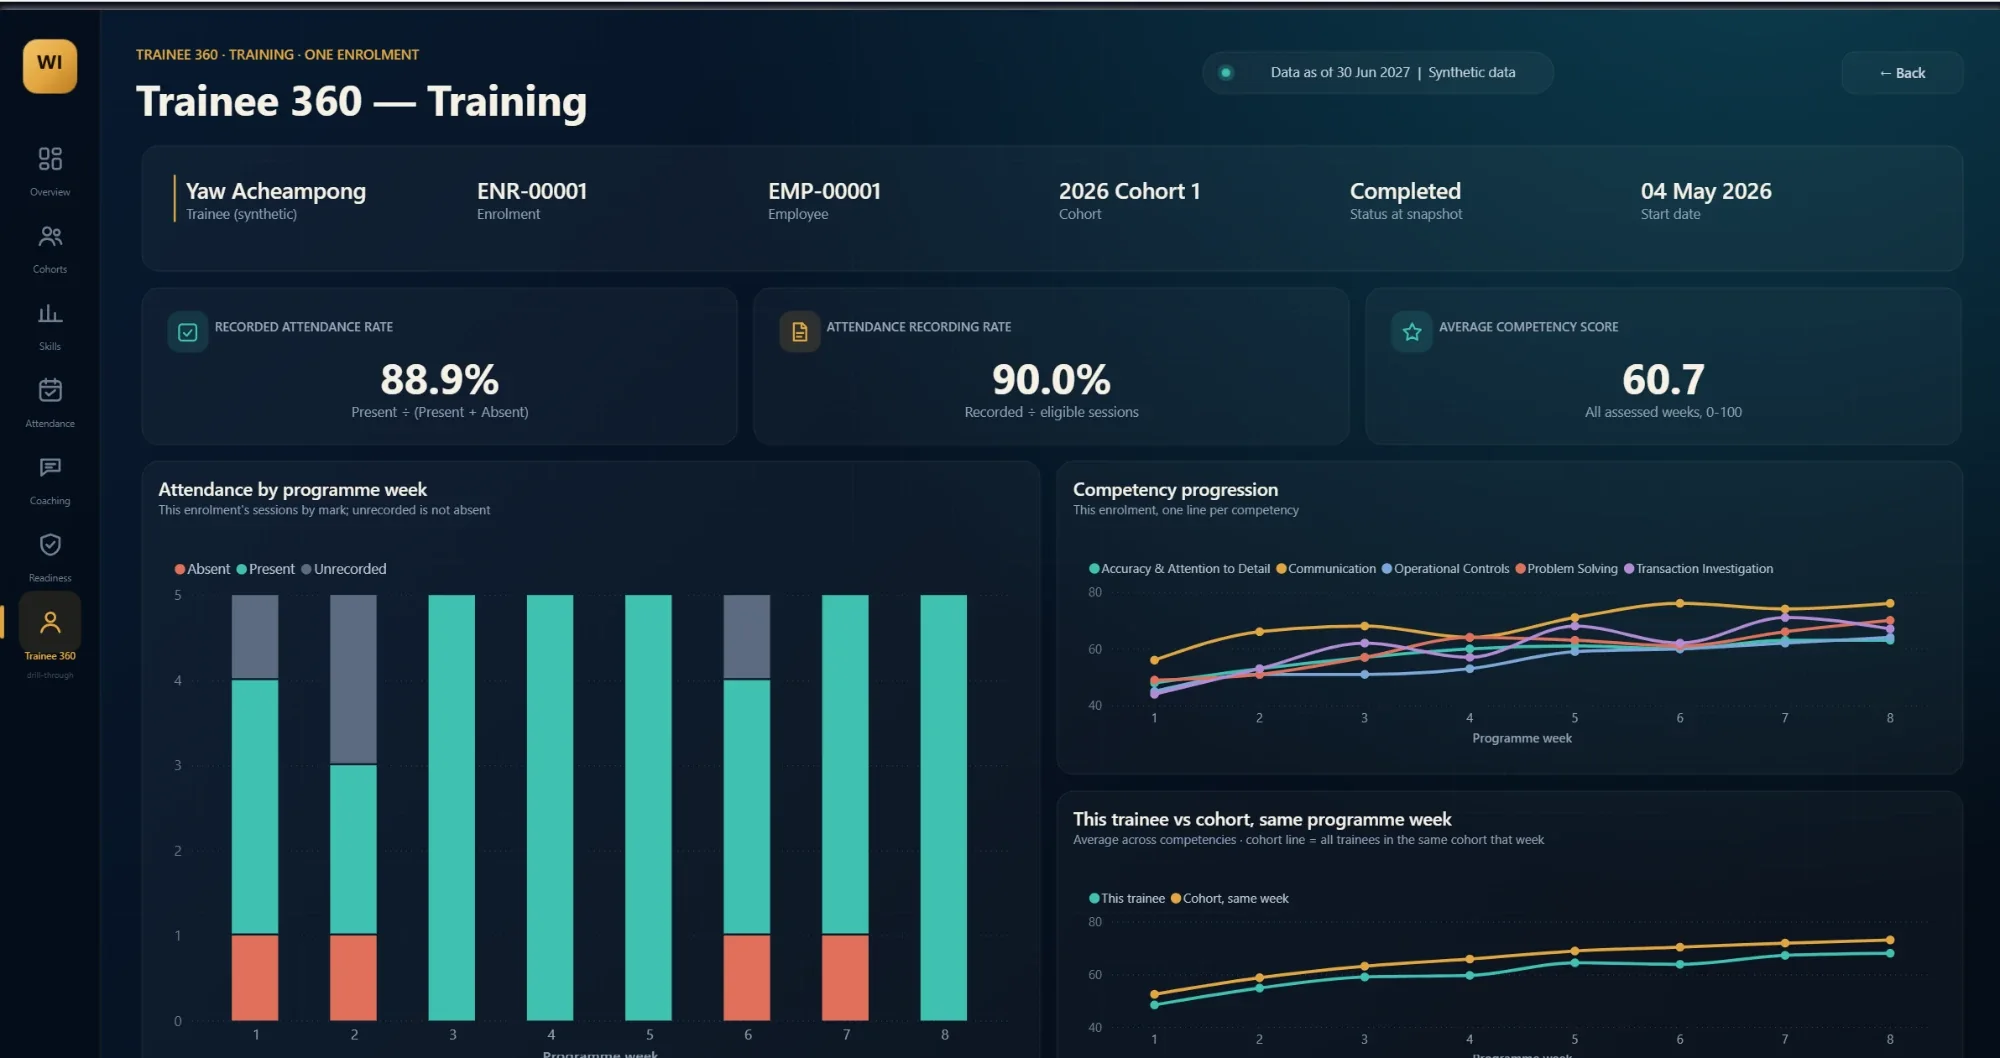 WI
Overview
Cohorts
Skills
Attendance
Coaching
Readiness
Trainee 360
drill-through
TRAINEE 360 · TRAINING · ONE ENROLMENT
Trainee 360 — Training
Data as of 30 Jun 2027 | Synthetic data
← Back
Yaw Acheampong
Trainee (synthetic)
ENR-00001
Enrolment
EMP-00001
Employee
2026 Cohort 1
Cohort
Completed
Status at snapshot
04 May 2026
Start date
RECORDED ATTENDANCE RATE
88.9%
Present ÷ (Present + Absent)
ATTENDANCE RECORDING RATE
90.0%
Recorded ÷ eligible sessions
AVERAGE COMPETENCY SCORE
60.7
All assessed weeks, 0-100
Attendance by programme week
This enrolment's sessions by mark; unrecorded is not absent
Absent Present Unrecorded
5
4
3
2
1
0
1 2 3 4 5 6 7 8
Programme week
Competency progression
This enrolment, one line per competency
Accuracy & Attention to Detail Communication Operational Controls Problem Solving Transaction Investigation
80
60
40
1 2 3 4 5 6 7 8
Programme week
This trainee vs cohort, same programme week
Average across competencies · cohort line = all trainees in the same cohort that week
This trainee Cohort, same week
80
60
40
1 2 3 4 5 6 7 8
Programme week